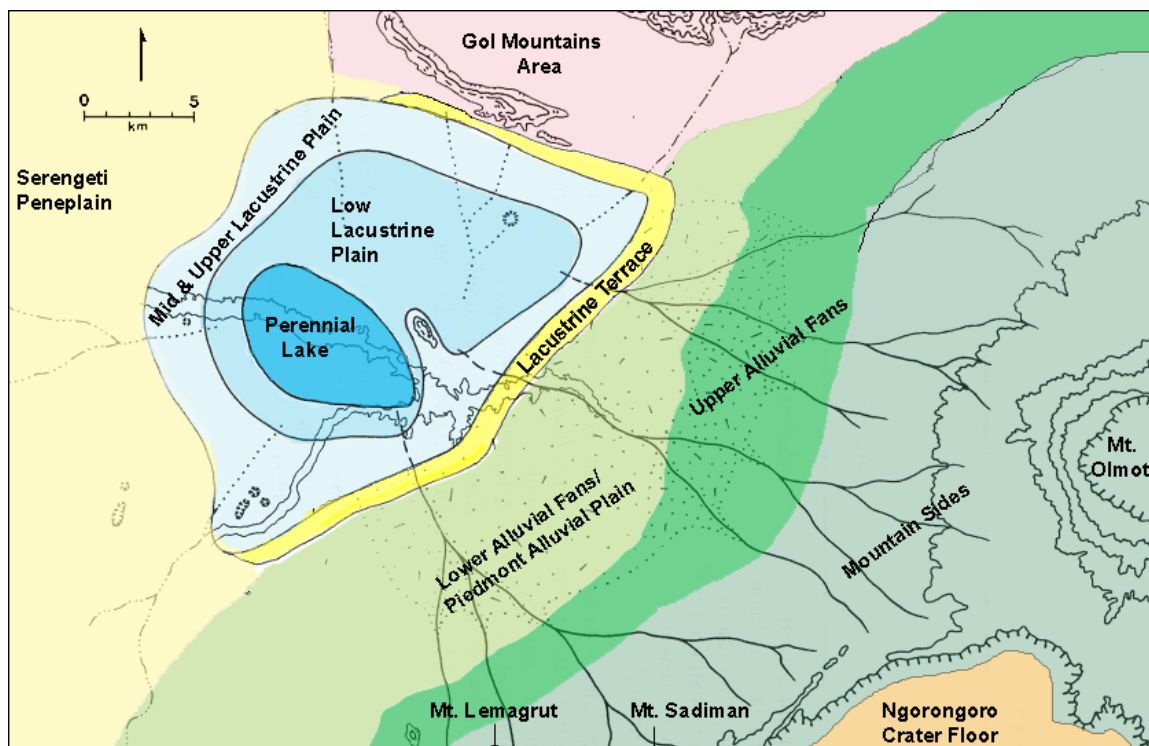 Gol Mountains
Area
0
5
km
Serengeti
Peneplain
Mid & Upper Lacustrine Plain
Low
Lacustrine
Plain
Perennial
Lake
Lacustrine Terrace
Upper Alluvial Fans
Mt.
Olmot
Lower Alluvial Fans/
Piedmont Alluvial Plain
Mountain Sides
Mt. Lemagrut
Mt. Sadiman
Ngorongoro
Crater Floor